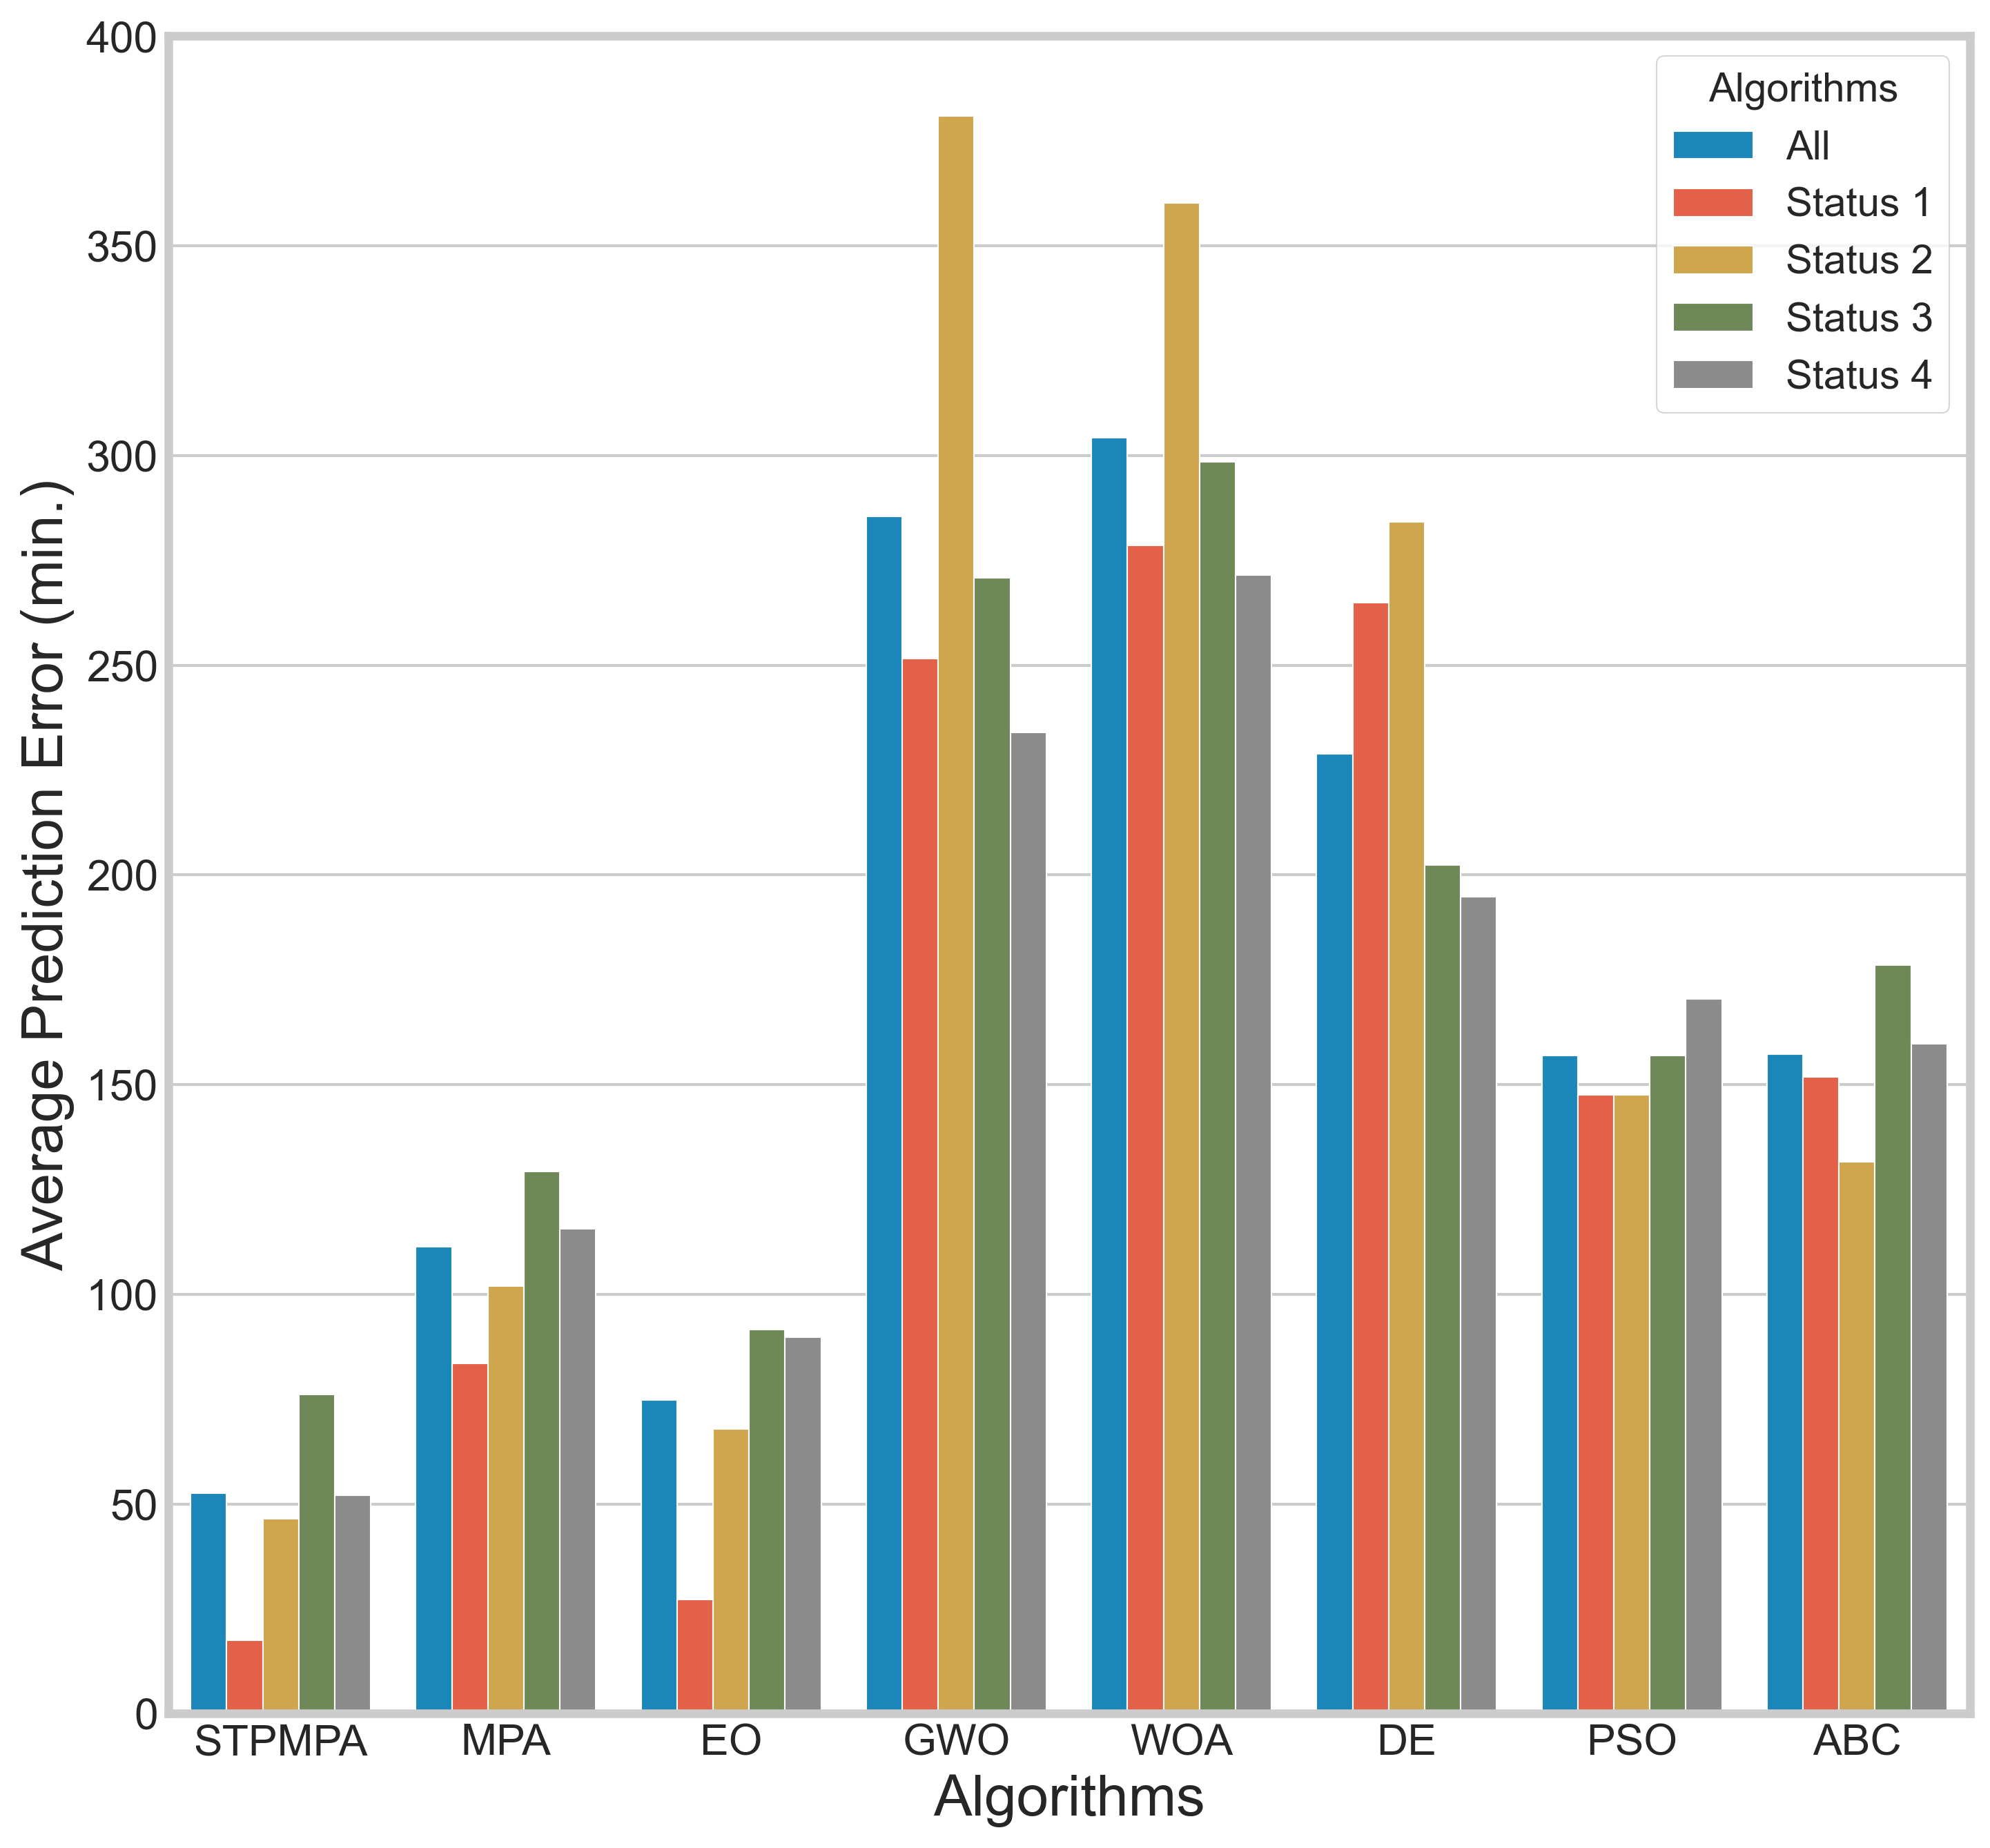 400
350
300
250
200
150
100
50
0
Average Prediction Error (min.)
Algorithms
All
Status 1
Status 2
Status 3
Status 4
STPMPA MPA EO GWO WOA DE PSO ABC
Algorithms